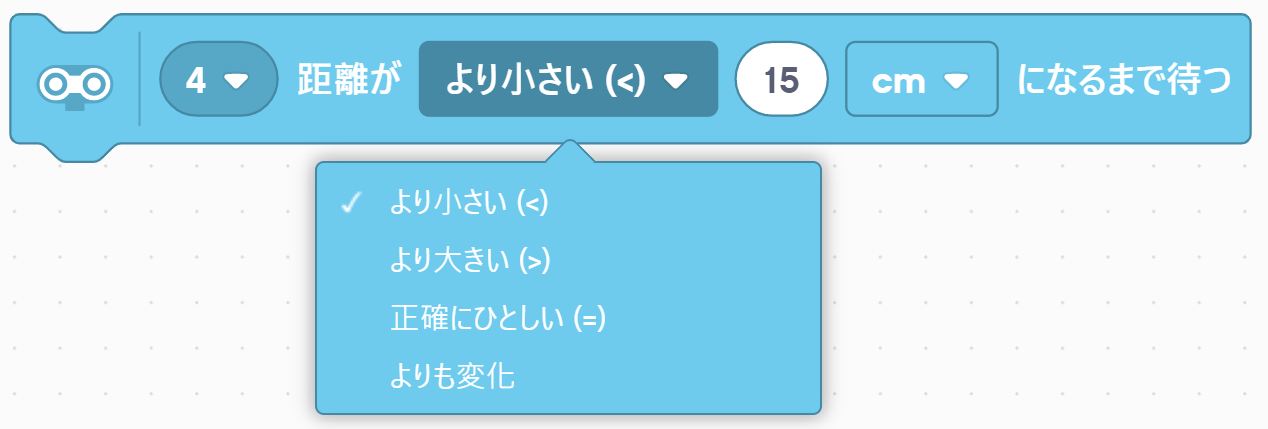 4 距離が より小さい (<) 15 cm になるまで待つ
より小さい (<)
より大きい (>)
正確にひとしい (=)
よりも変化